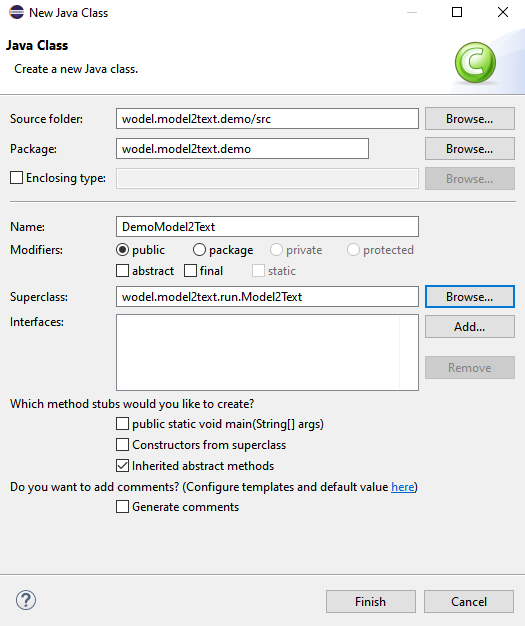 New Java Class
Java Class
Create a new Java class.
C
Source folder: wodel.model2text.demo/src Browse...
Package: wodel.model2text.demo Browse...
Enclosing type: Browse...
Name: DemoModel2Text
Modifiers: public package private protected
abstract final static
Superclass: wodel.model2text.run.Model2Text Browse...
Interfaces: Add...
Remove
Which method stubs would you like to create?
public static void main(String[] args)
Constructors from superclass
Inherited abstract methods
Do you want to add comments? (Configure templates and default value here)
Generate comments
? Finish Cancel